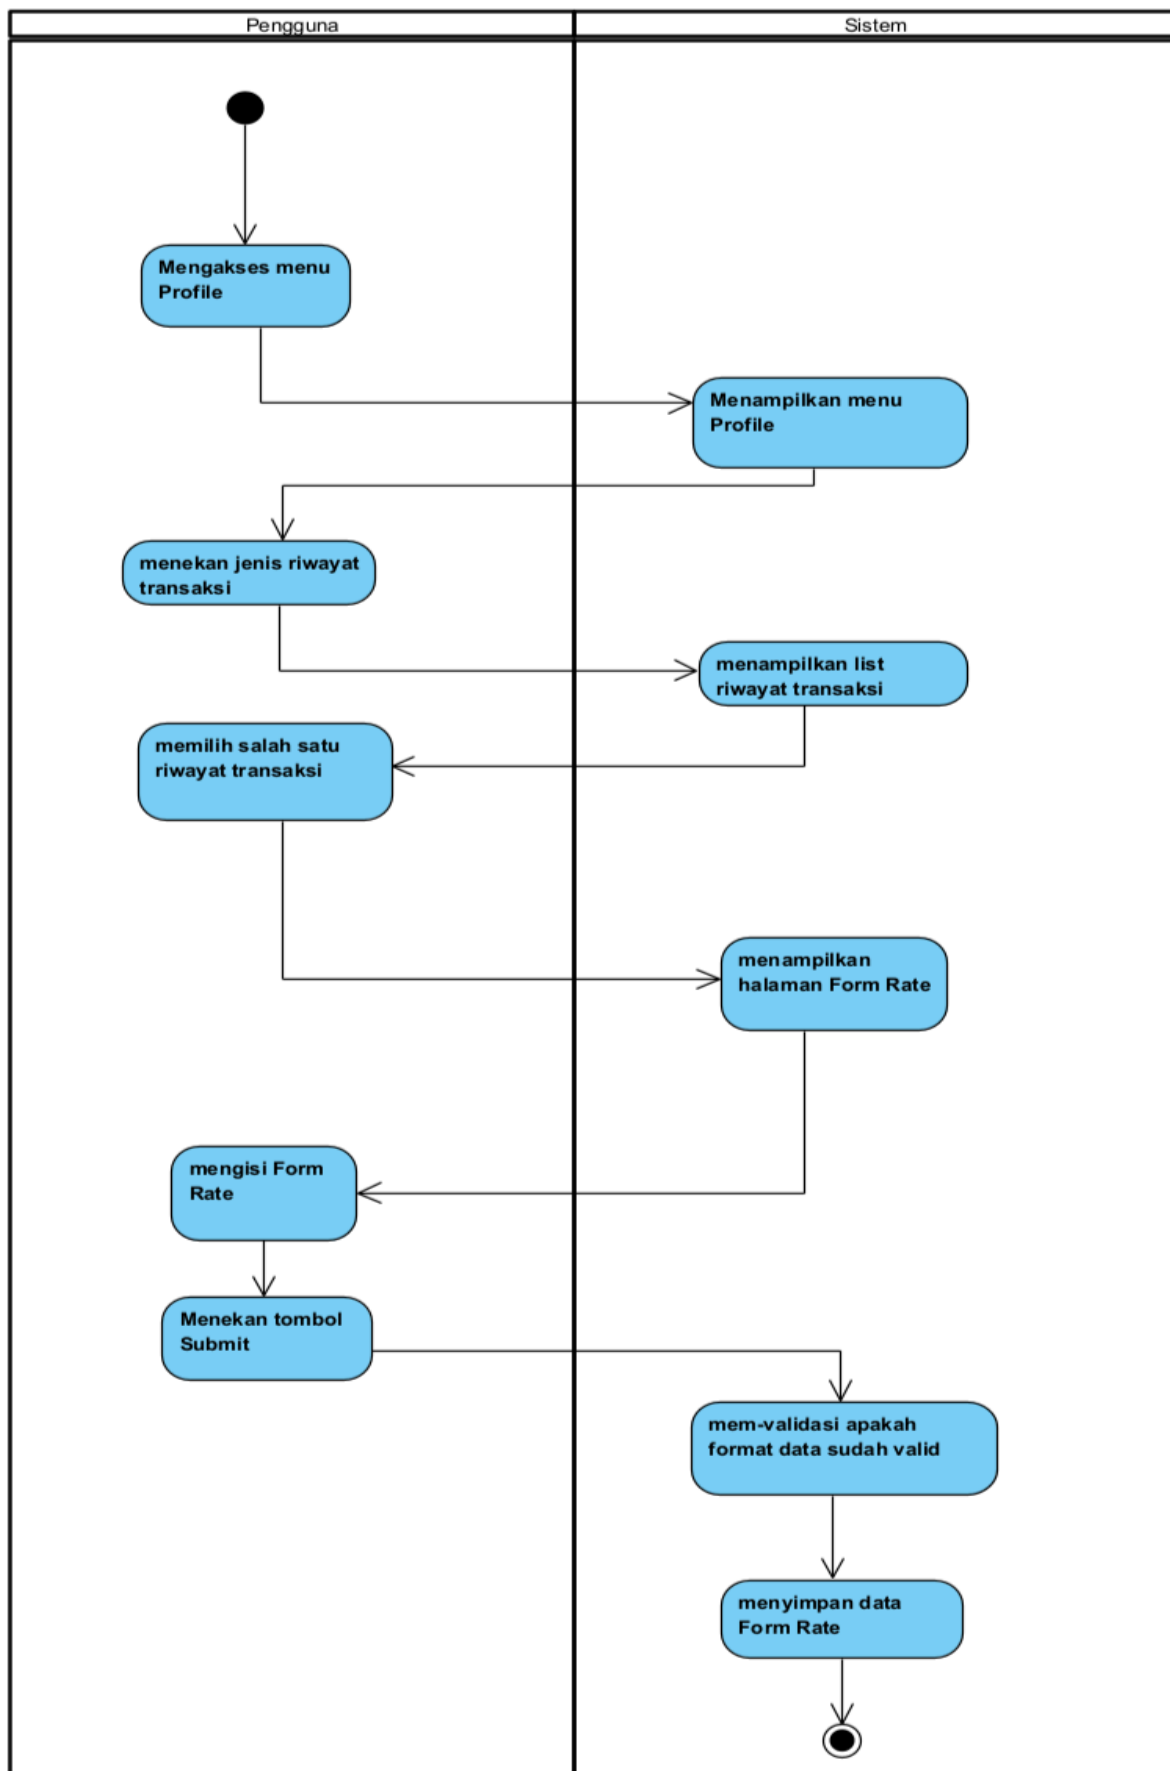 Pengguna
Sistem
Mengakses menu
Profile
Menampilkan menu
Profile
menekan jenis riwayat
transaksi
menampilkan list
riwayat transaksi
memilih salah satu
riwayat transaksi
menampilkan
halaman Form Rate
mengisi Form
Rate
Menekan tombol
Submit
mem-validasi apakah
format data sudah valid
menyimpan data
Form Rate